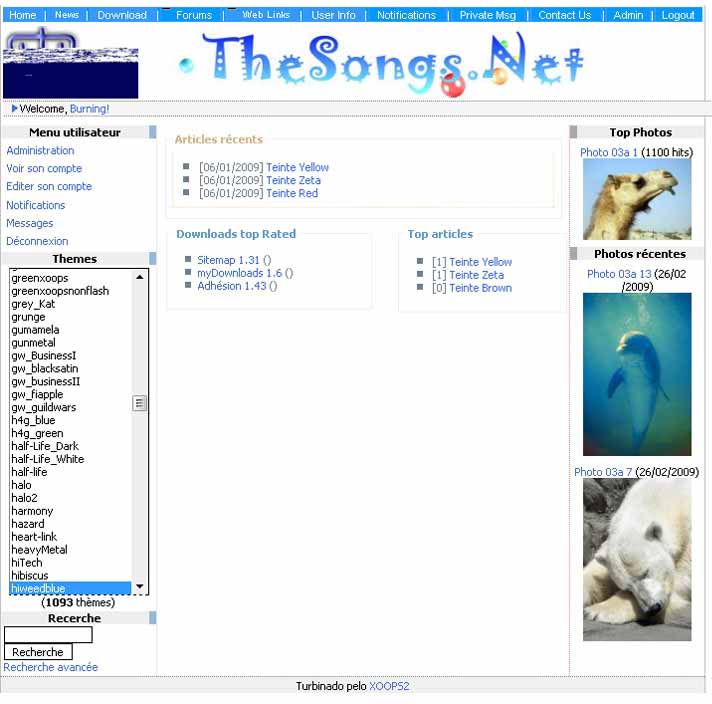 Home | News | Download | Forums | Web Links | User Info | Notifications | Private Msg | Contact Us | Admin | Logout
TheSongs.Net
Welcome, Burning!
Menu utilisateur
Administration
Voir son compte
Editer son compte
Notifications
Messages
Déconnexion
Themes
greenxoops
greenxoopsnonflash
grey_Kat
grunge
gumamela
gunmetal
gw_BusinessI
gw_blacksatin
gw_businessII
gw_fiapple
gw_guildwars
h4g_blue
h4g_green
half-Life_Dark
half-Life_White
half-life
halo
halo2
harmony
hazard
heart-link
heavyMetal
hiTech
hibiscus
hiweedblue
(1093 thèmes)
Recerche
Recherche
Recherche avancée
Articles récents
[06/01/2009] Teinte Yellow
[06/01/2009] Teinte Zeta
[06/01/2009] Teinte Red
Downloads top Rated
Sitemap 1.31 ()
myDownloads 1.6 ()
Adhésion 1.43 ()
Top articles
[1] Teinte Yellow
[1] Teinte Zeta
[0] Teinte Brown
Top Photos
Photo 03a 1 (1100 hits)
Photos récentes
Photo 03a 13 (26/02
/2009)
Photo 03a 7 (26/02/2009)
Turbinado pelo XOOPS2